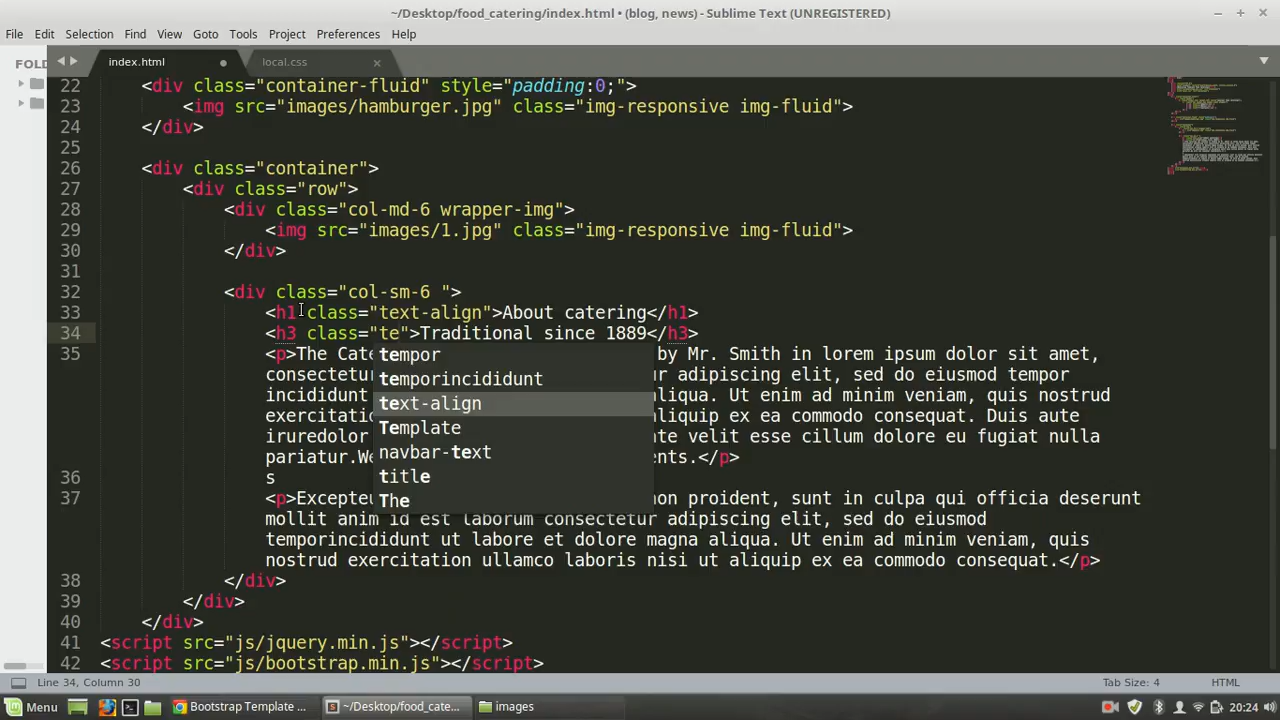 ~/Desktop/food_catering/index.html • (blog, news) - Sublime Text (UNREGISTERED)
File Edit Selection Find View Goto Tools Project Preferences Help
FOLD
index.html
local.css
22 <div class="container-fluid" style="padding:0;">
23 <img src="images/hamburger.jpg" class="img-responsive img-fluid">
24 </div>
25
26 <div class="container">
27 <div class="row">
28 <div class="col-md-6 wrapper-img">
29 <img src="images/1.jpg" class="img-responsive img-fluid">
30 </div>
31
32 <div class="col-sm-6 ">
33 <h1 class="text-align">About catering</h1>
34 <h3 class="te">Traditional since 1889</h3>
35 <p>The Cate by Mr. Smith in lorem ipsum dolor sit amet,
consectetu r adipiscing elit, sed do eiusmod tempor
incididunt aliqua. Ut enim ad minim veniam, quis nostrud
exercitatio aliquip ex ea commodo consequat. Duis aute
iruredolor te velit esse cillum dolore eu fugiat nulla
pariatur.We ents.</p>
36 s
37 <p>Excepteu non proident, sunt in culpa qui officia deserunt
mollit anim id est laborum consectetur adipiscing elit, sed do eiusmod
temporincididunt ut labore et dolore magna aliqua. Ut enim ad minim veniam, quis
nostrud exercitation ullamco laboris nisi ut aliquip ex ea commodo consequat.</p>
38 </div>
39 </div>
40 </div>
41 <script src="js/jquery.min.js"></script>
42 <script src="js/bootstrap.min.js"></script>
tempor
temporincididunt
text-align
Template
navbar-text
title
The
Line 34, Column 30
Tab Size: 4
HTML
Menu
Bootstrap Template ...
~/Desktop/food_cate...
images
20:24